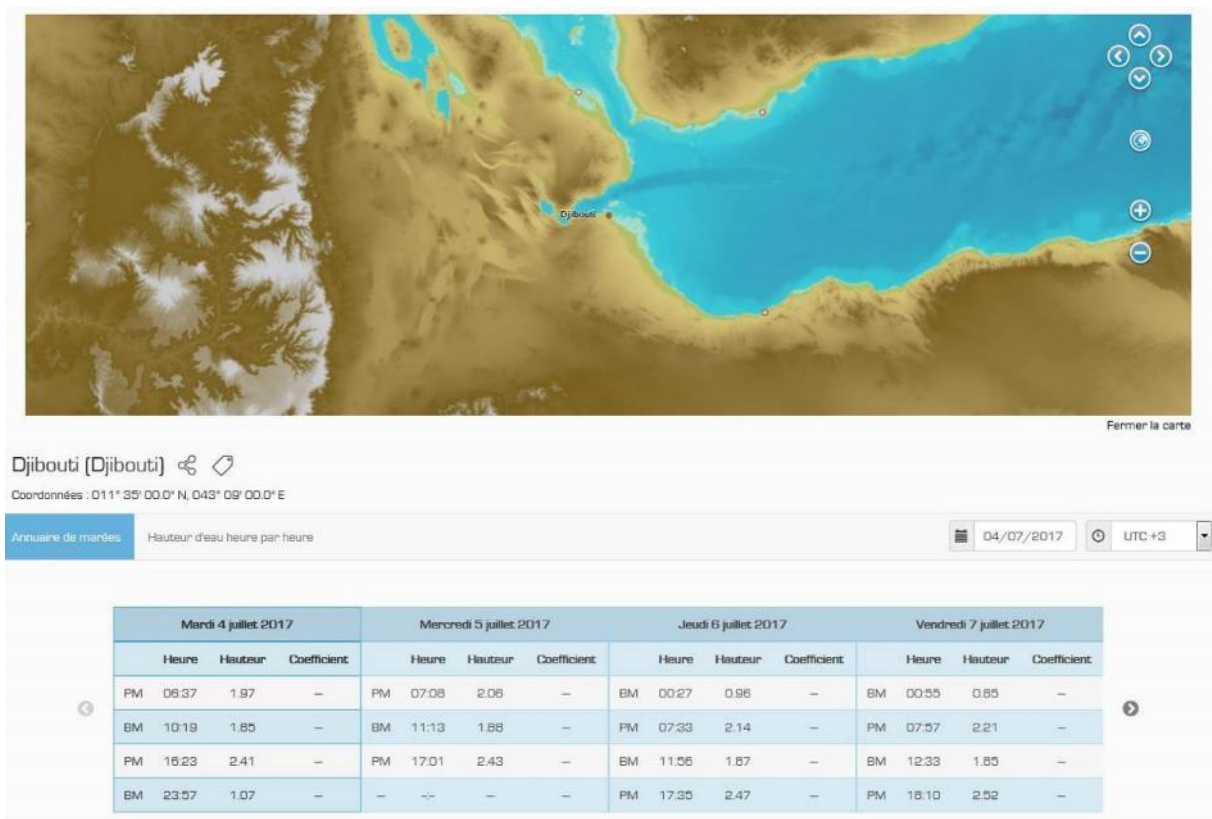 Djibouti
Fermer la carte
Djibouti (Djibouti)
Coordonnées : 011° 35' 00.0" N, 043° 09' 00.0" E
Annuaire de marées Hauteur d'eau heure par heure 04/07/2017 UTC +3
Mardi 4 juillet 2017 Mercredi 5 juillet 2017 Jeudi 6 juillet 2017 Vendredi 7 juillet 2017
Heure Hauteur Coefficient Heure Hauteur Coefficient Heure Hauteur Coefficient Heure Hauteur Coefficient
PM 06:37 1.97 — PM 07:08 2.06 — BM 00:27 0.96 — BM 00:55 0.85 —
BM 10:19 1.85 — BM 11:13 1.88 — PM 07:33 2.14 — PM 07:57 2.21 —
PM 16:23 2.41 — PM 17:01 2.43 — BM 11:56 1.87 — BM 12:33 1.85 —
BM 23:57 1.07 — — -:- — — PM 17:35 2.47 — PM 18:10 2.52 —